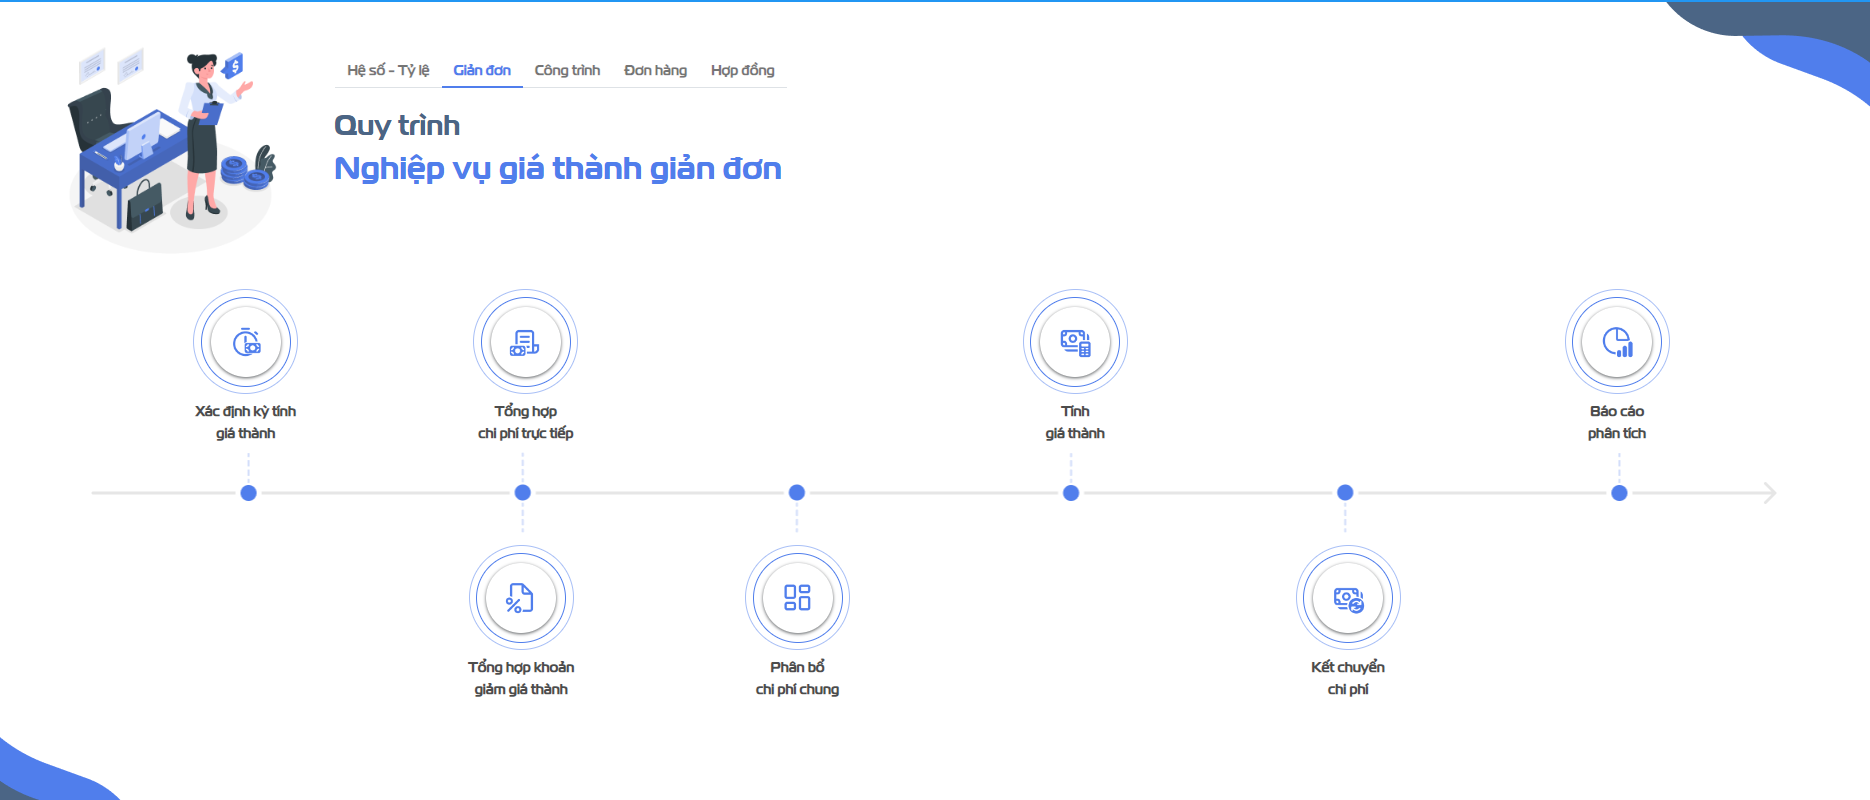 Hệ số - Tỷ lệ
Giản đơn
Công trình
Đơn hàng
Hợp đồng
Quy trình
Nghiệp vụ giá thành giản đơn
Xác định kỳ tính
giá thành
Tổng hợp
chi phí trực tiếp
Tính
giá thành
Báo cáo
phân tích
Tổng hợp khoản
giảm giá thành
Phân bổ
chi phí chung
Kết chuyển
chi phí